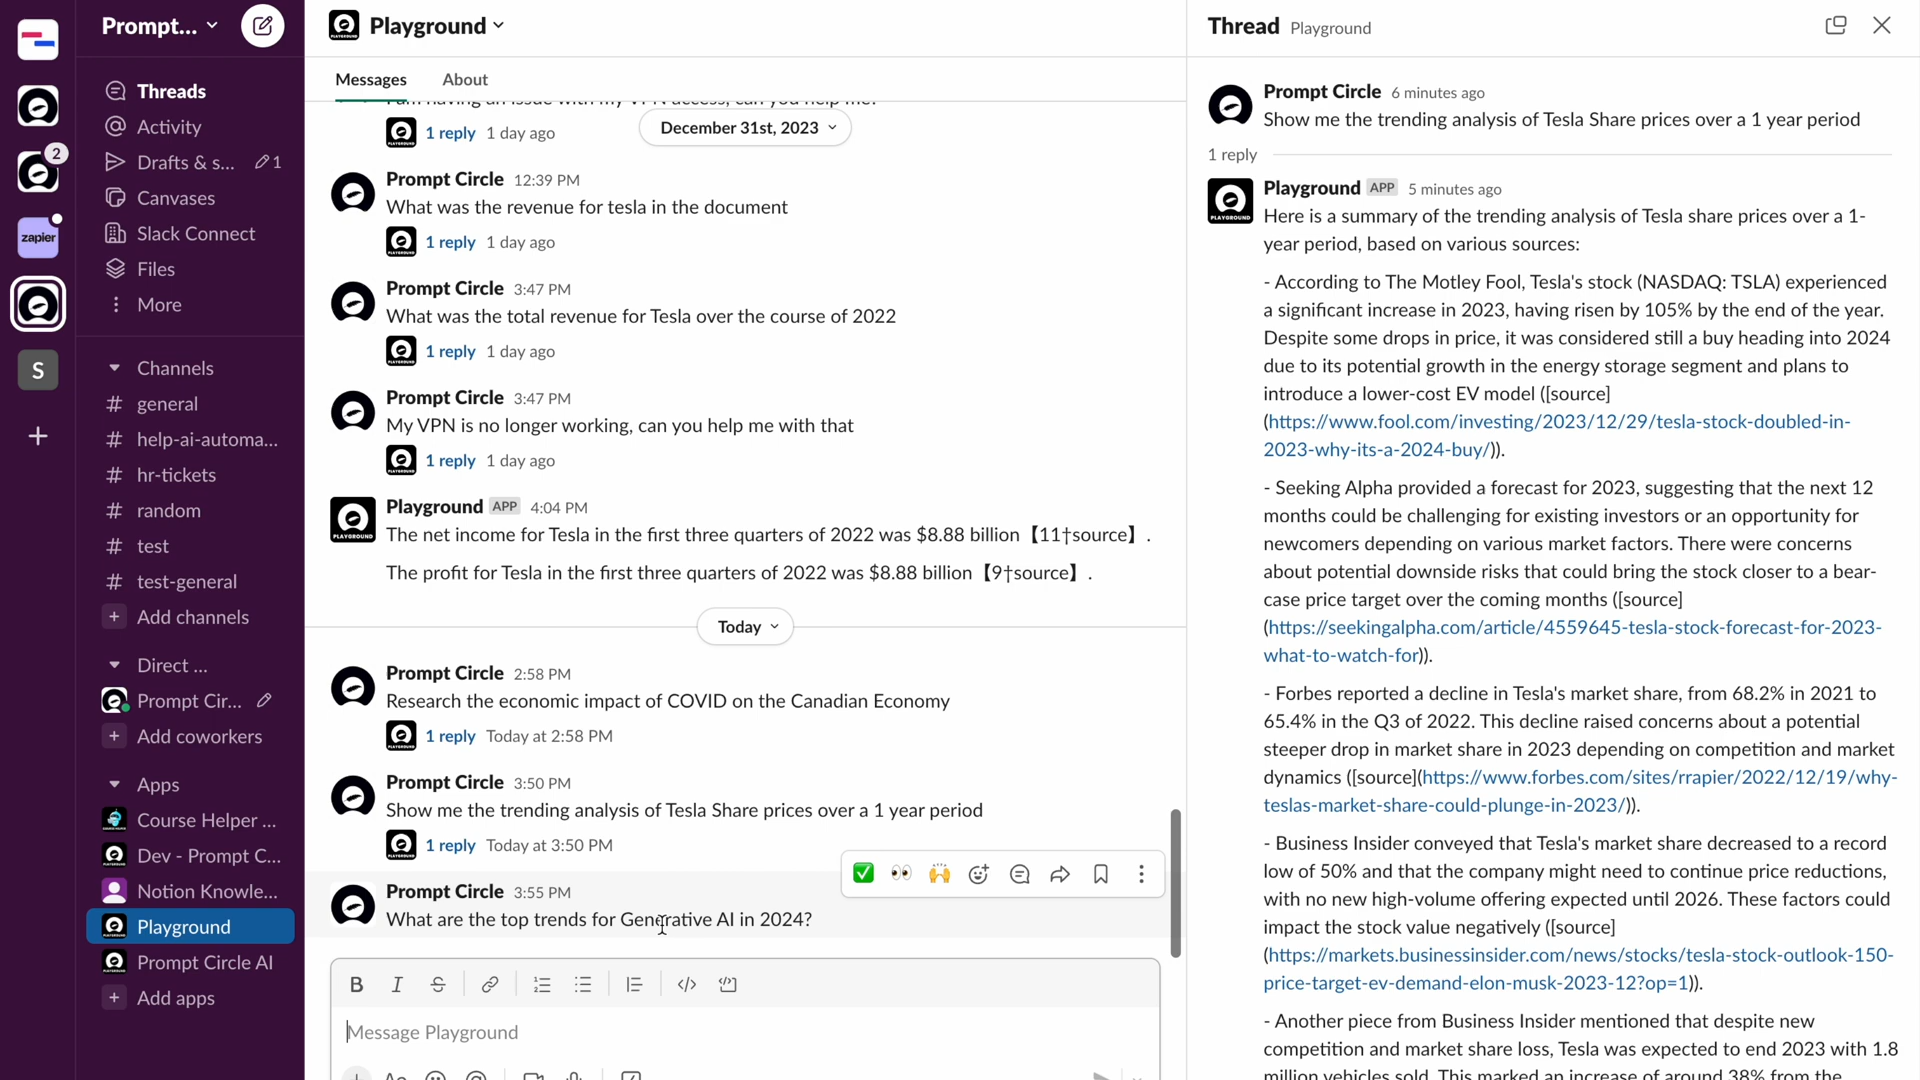 Prompt...
2
zapier
S
Threads
Activity
Drafts & s... 1
Canvases
Slack Connect
Files
More
Channels
# general
# help-ai-automa...
# hr-tickets
# random
# test
# test-general
+ Add channels
Direct ...
Prompt Cir...
+ Add coworkers
Apps
Course Helper ...
Dev - Prompt C...
Notion Knowle...
Playground
Prompt Circle AI
+ Add apps
PLAYGROUND
Playground
Messages About
I am having an issue with my VPN access, can you help me?
1 reply 1 day ago
December 31st, 2023
Prompt Circle 12:39 PM
What was the revenue for tesla in the document
1 reply 1 day ago
Prompt Circle 3:47 PM
What was the total revenue for Tesla over the course of 2022
1 reply 1 day ago
Prompt Circle 3:47 PM
My VPN is no longer working, can you help me with that
1 reply 1 day ago
PLAYGROUND
Playground APP 4:04 PM
The net income for Tesla in the first three quarters of 2022 was $8.88 billion【11†source】.
The profit for Tesla in the first three quarters of 2022 was $8.88 billion【9†source】.
Today
Prompt Circle 2:58 PM
Research the economic impact of COVID on the Canadian Economy
1 reply Today at 2:58 PM
Prompt Circle 3:50 PM
Show me the trending analysis of Tesla Share prices over a 1 year period
1 reply Today at 3:50 PM
Prompt Circle 3:55 PM
What are the top trends for Generative AI in 2024?
B I S
Message Playground
Aa
Thread Playground
Prompt Circle 6 minutes ago
Show me the trending analysis of Tesla Share prices over a 1 year period
1 reply
PLAYGROUND
Playground APP 5 minutes ago
Here is a summary of the trending analysis of Tesla share prices over a 1-
year period, based on various sources:
- According to The Motley Fool, Tesla's stock (NASDAQ: TSLA) experienced
a significant increase in 2023, having risen by 105% by the end of the year.
Despite some drops in price, it was considered still a buy heading into 2024
due to its potential growth in the energy storage segment and plans to
introduce a lower-cost EV model ([source]
(https://www.fool.com/investing/2023/12/29/tesla-stock-doubled-in-
2023-why-its-a-2024-buy/)).
- Seeking Alpha provided a forecast for 2023, suggesting that the next 12
months could be challenging for existing investors or an opportunity for
newcomers depending on various market factors. There were concerns
about potential downside risks that could bring the stock closer to a bear-
case price target over the coming months ([source]
(https://seekingalpha.com/article/4559645-tesla-stock-forecast-for-2023-
what-to-watch-for)).
- Forbes reported a decline in Tesla's market share, from 68.2% in 2021 to
65.4% in the Q3 of 2022. This decline raised concerns about a potential
steeper drop in market share in 2023 depending on competition and market
dynamics ([source](https://www.forbes.com/sites/rrapier/2022/12/19/why-
teslas-market-share-could-plunge-in-2023/)).
- Business Insider conveyed that Tesla's market share decreased to a record
low of 50% and that the company might need to continue price reductions,
with no new high-volume offering expected until 2026. These factors could
impact the stock value negatively ([source]
(https://markets.businessinsider.com/news/stocks/tesla-stock-outlook-150-
price-target-ev-demand-elon-musk-2023-12?op=1)).
- Another piece from Business Insider mentioned that despite new
competition and market share loss, Tesla was expected to end 2023 with 1.8
million vehicles sold. This marked an increase of around 38% from the